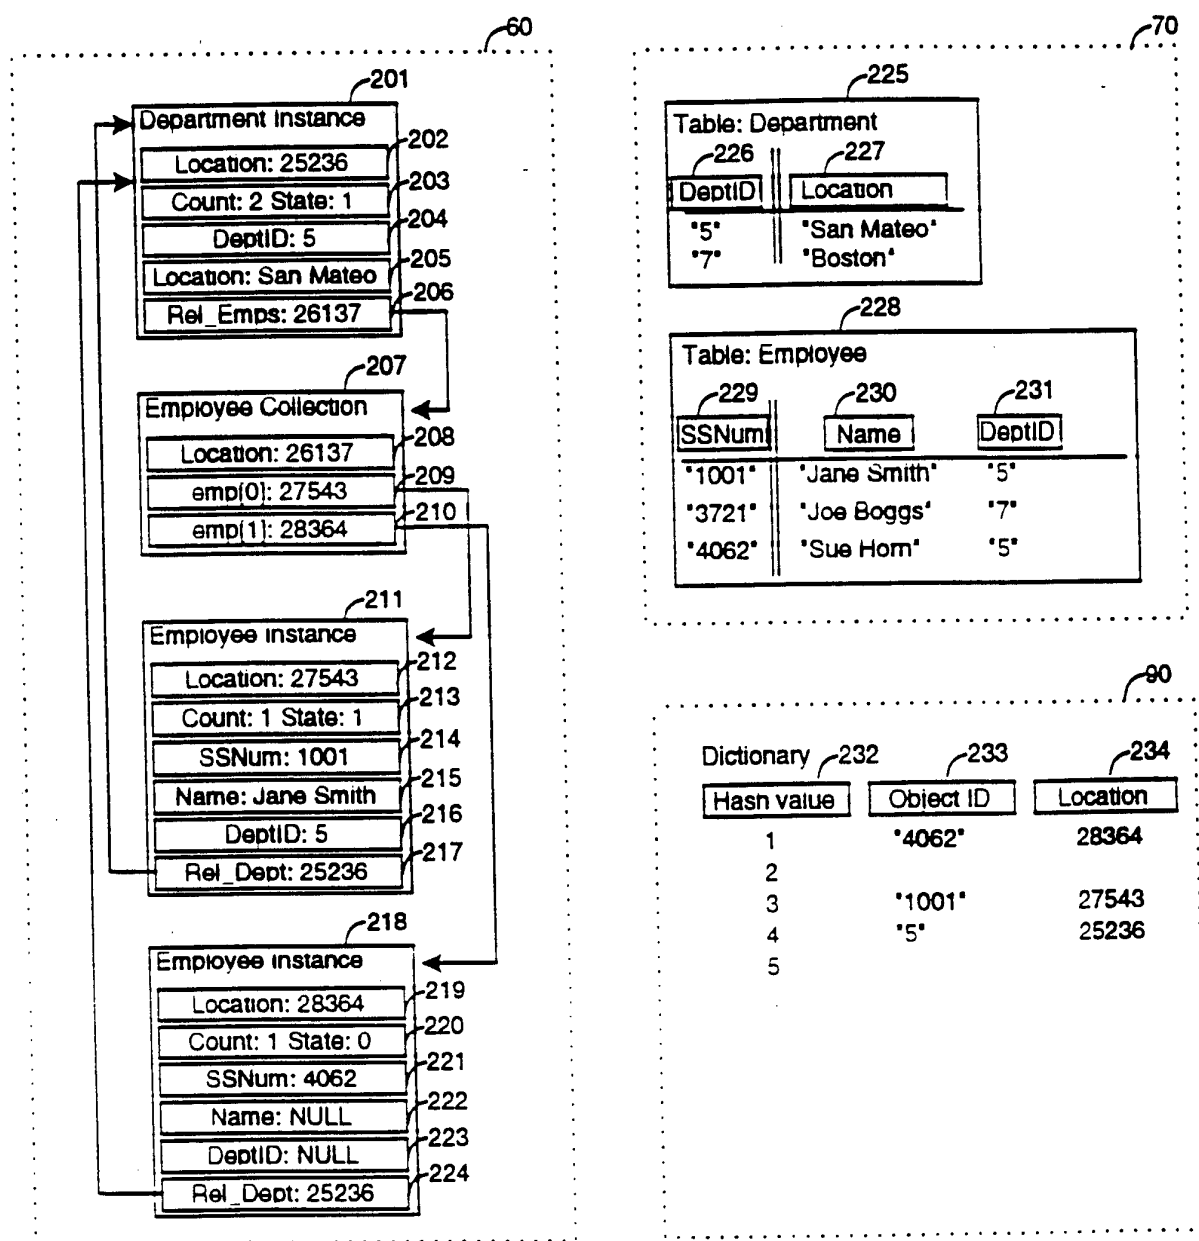 60
201
Department Instance
202
Location: 25236
203
Count: 2 State: 1
204
DeptID: 5
205
Location: San Mateo
206
Rel_Emps: 26137
207
Employee Collection
208
Location: 26137
209
emp[0]: 27543
210
emp[1]: 28364
211
Employee Instance
212
Location: 27543
213
Count: 1 State: 1
214
SSNum: 1001
215
Name: Jane Smith
216
DeptID: 5
217
Rel_Dept: 25236
218
Employee Instance
219
Location: 28364
220
Count: 1 State: 0
221
SSNum: 4062
222
Name: NULL
223
DeptID: NULL
224
Rel_Dept: 25236
70
225
Table: Department
226 227
DeptID Location
"5" "San Mateo"
"7" "Boston"
228
Table: Employee
229 230 231
SSNum Name DeptID
"1001" "Jane Smith" "5"
"3721" "Joe Boggs" "7"
"4062" "Sue Horn" "5"
90
Dictionary 232 233 234
Hash value Object ID Location
1 "4062" 28364
2
3 "1001" 27543
4 "5" 25236
5